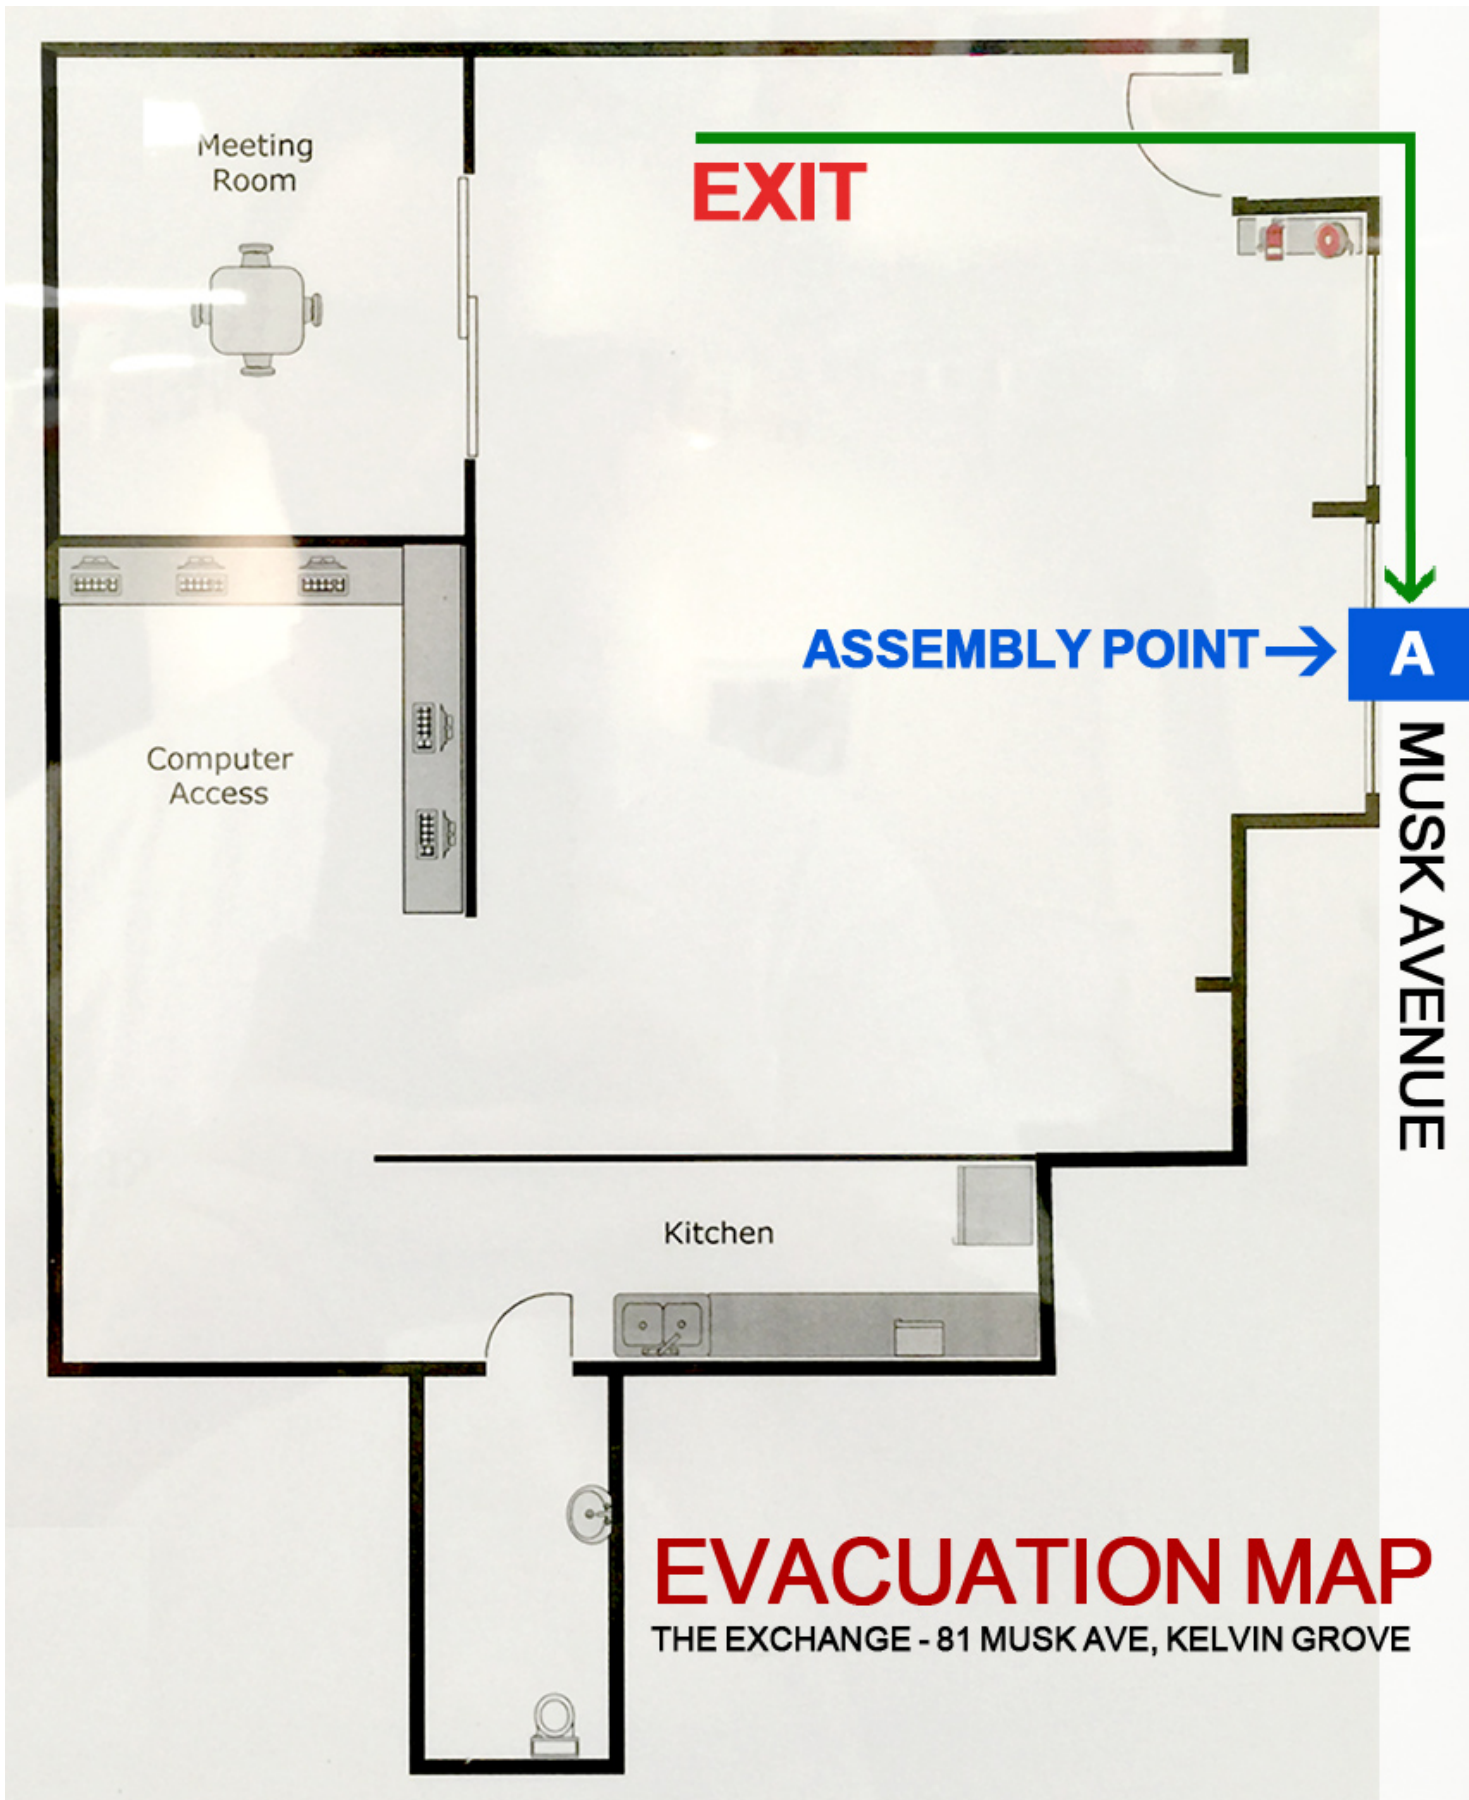 Meeting
Room
EXIT
ASSEMBLY POINT
A
MUSK AVENUE
Computer
Access
Kitchen
EVACUATION MAP
THE EXCHANGE - 81 MUSK AVE, KELVIN GROVE